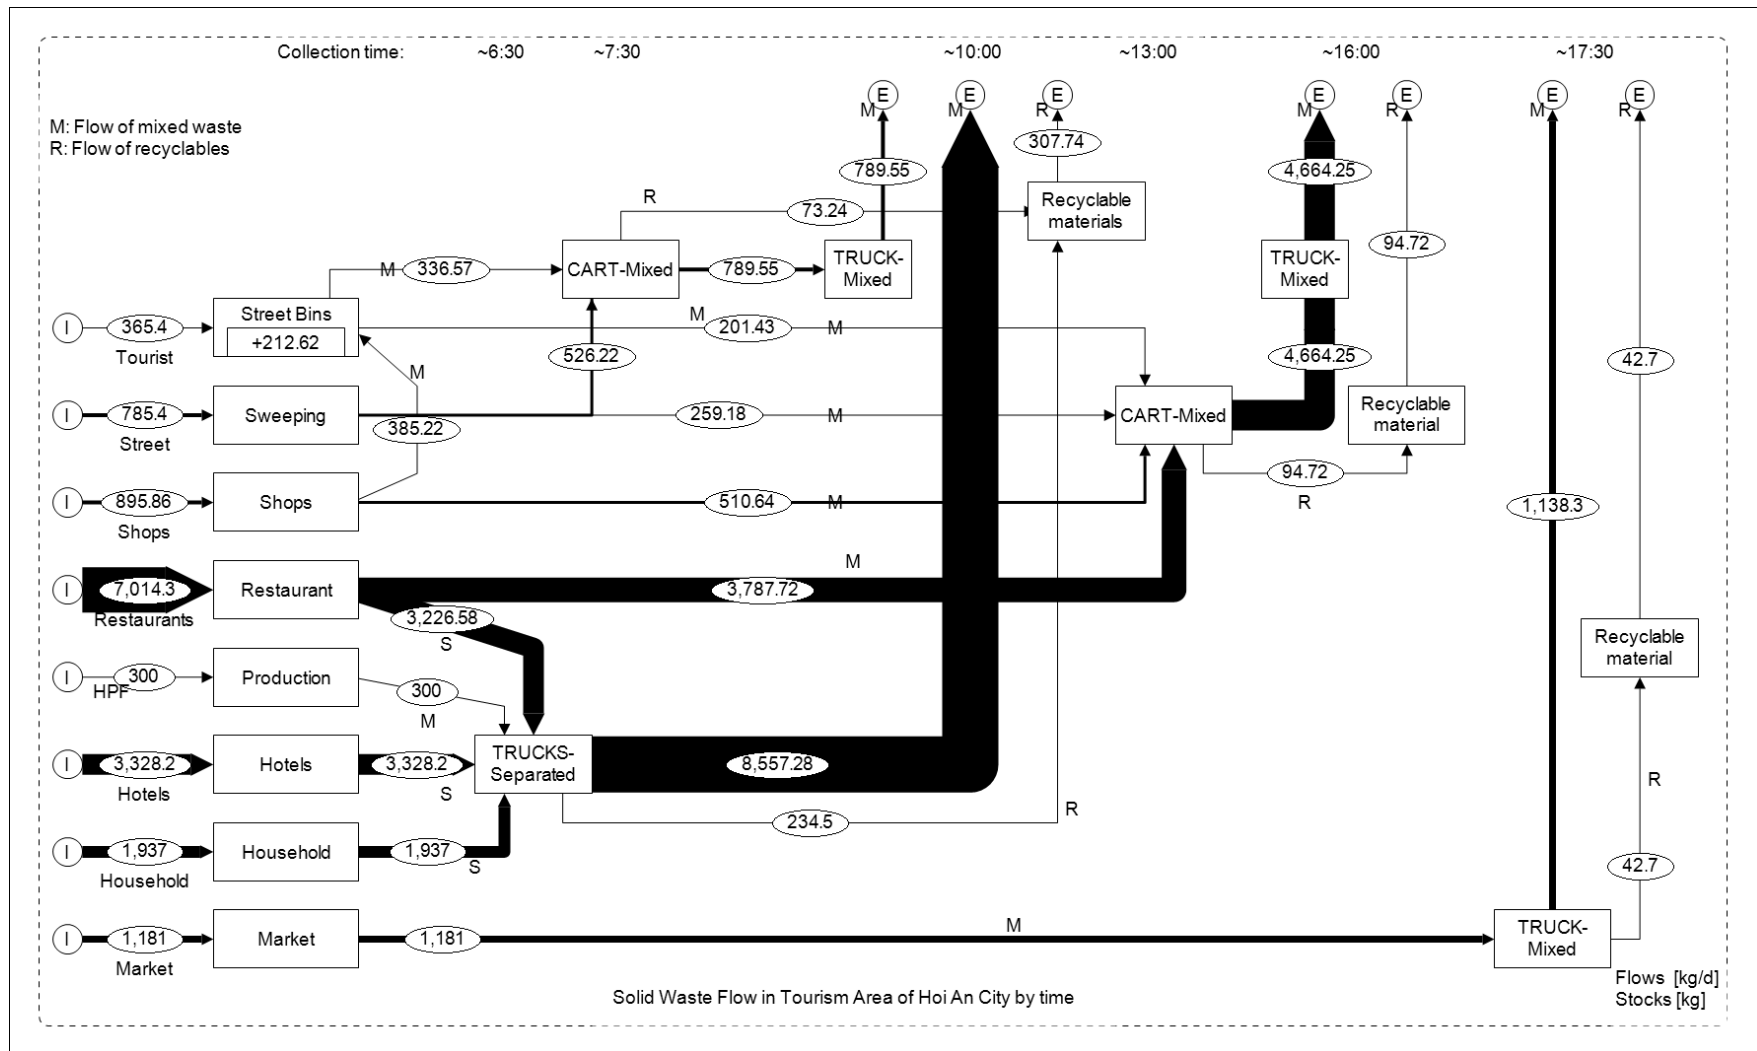 Collection time: ~6:30 ~7:30 ~10:00 ~13:00 ~16:00 ~17:30
E E E E E E E
M M R M R M R
M: Flow of mixed waste
R: Flow of recyclables
307.74
789.55 4,664.25
R 73.24 Recyclable
materials
94.72
M 336.57 CART-Mixed 789.55 TRUCK-
Mixed
TRUCK-
Mixed
I 365.4 Street Bins
+212.62
M 201.43 M
Tourist
526.22 4,664.25 42.7
M
I 785.4 Sweeping 259.18 M CART-Mixed Recyclable
material
Street 385.22
94.72
R
I 895.86 Shops 510.64 M 1,138.3
Shops
M
I 7,014.3 Restaurant 3,787.72
Restaurants 3,226.58
S
Recyclable
material
I 300 Production
HPF 300
M
I 3,328.2 Hotels 3,328.2 TRUCKS-
Separated
8,557.28
Hotels S
R
234.5 R
I 1,937 Household 1,937
Household S
42.7
M
I 1,181 Market 1,181 TRUCK-
Mixed
Market
Flows [kg/d]
Stocks [kg]
Solid Waste Flow in Tourism Area of Hoi An City by time